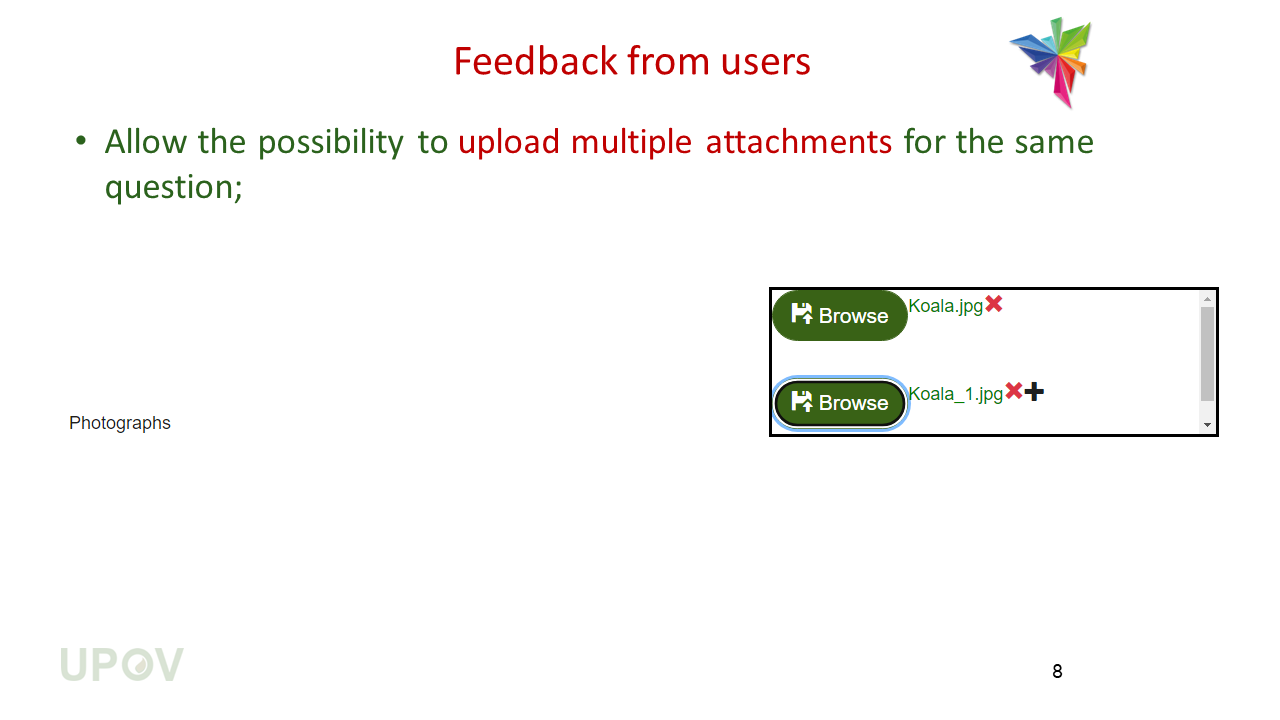 Feedback from users
• Allow the possibility to upload multiple attachments for the same
question;
Browse Koala.jpg
Browse Koala_1.jpg
Photographs
UPOV
8